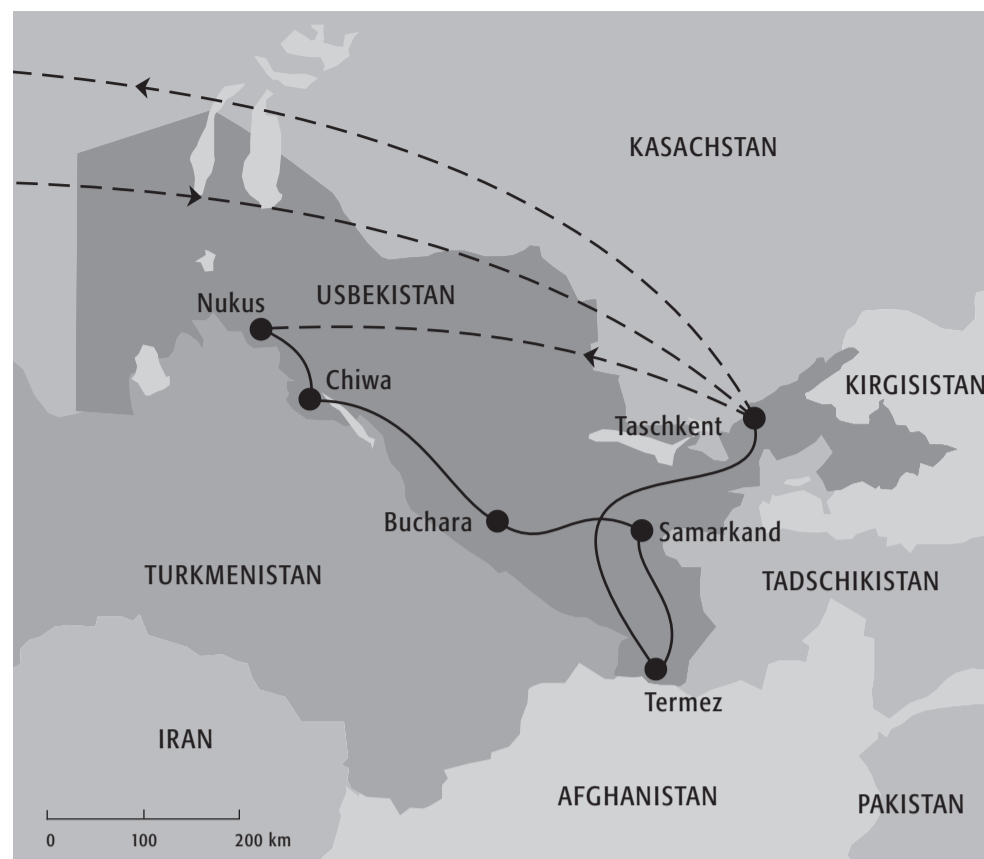 KASACHSTAN
USBEKISTAN
Nukus
Chiwa
KIRGISISTAN
Taschkent
Buchara
Samarkand
TURKMENISTAN
TADSCHIKISTAN
Termez
IRAN
AFGHANISTAN
PAKISTAN
0 100 200 km